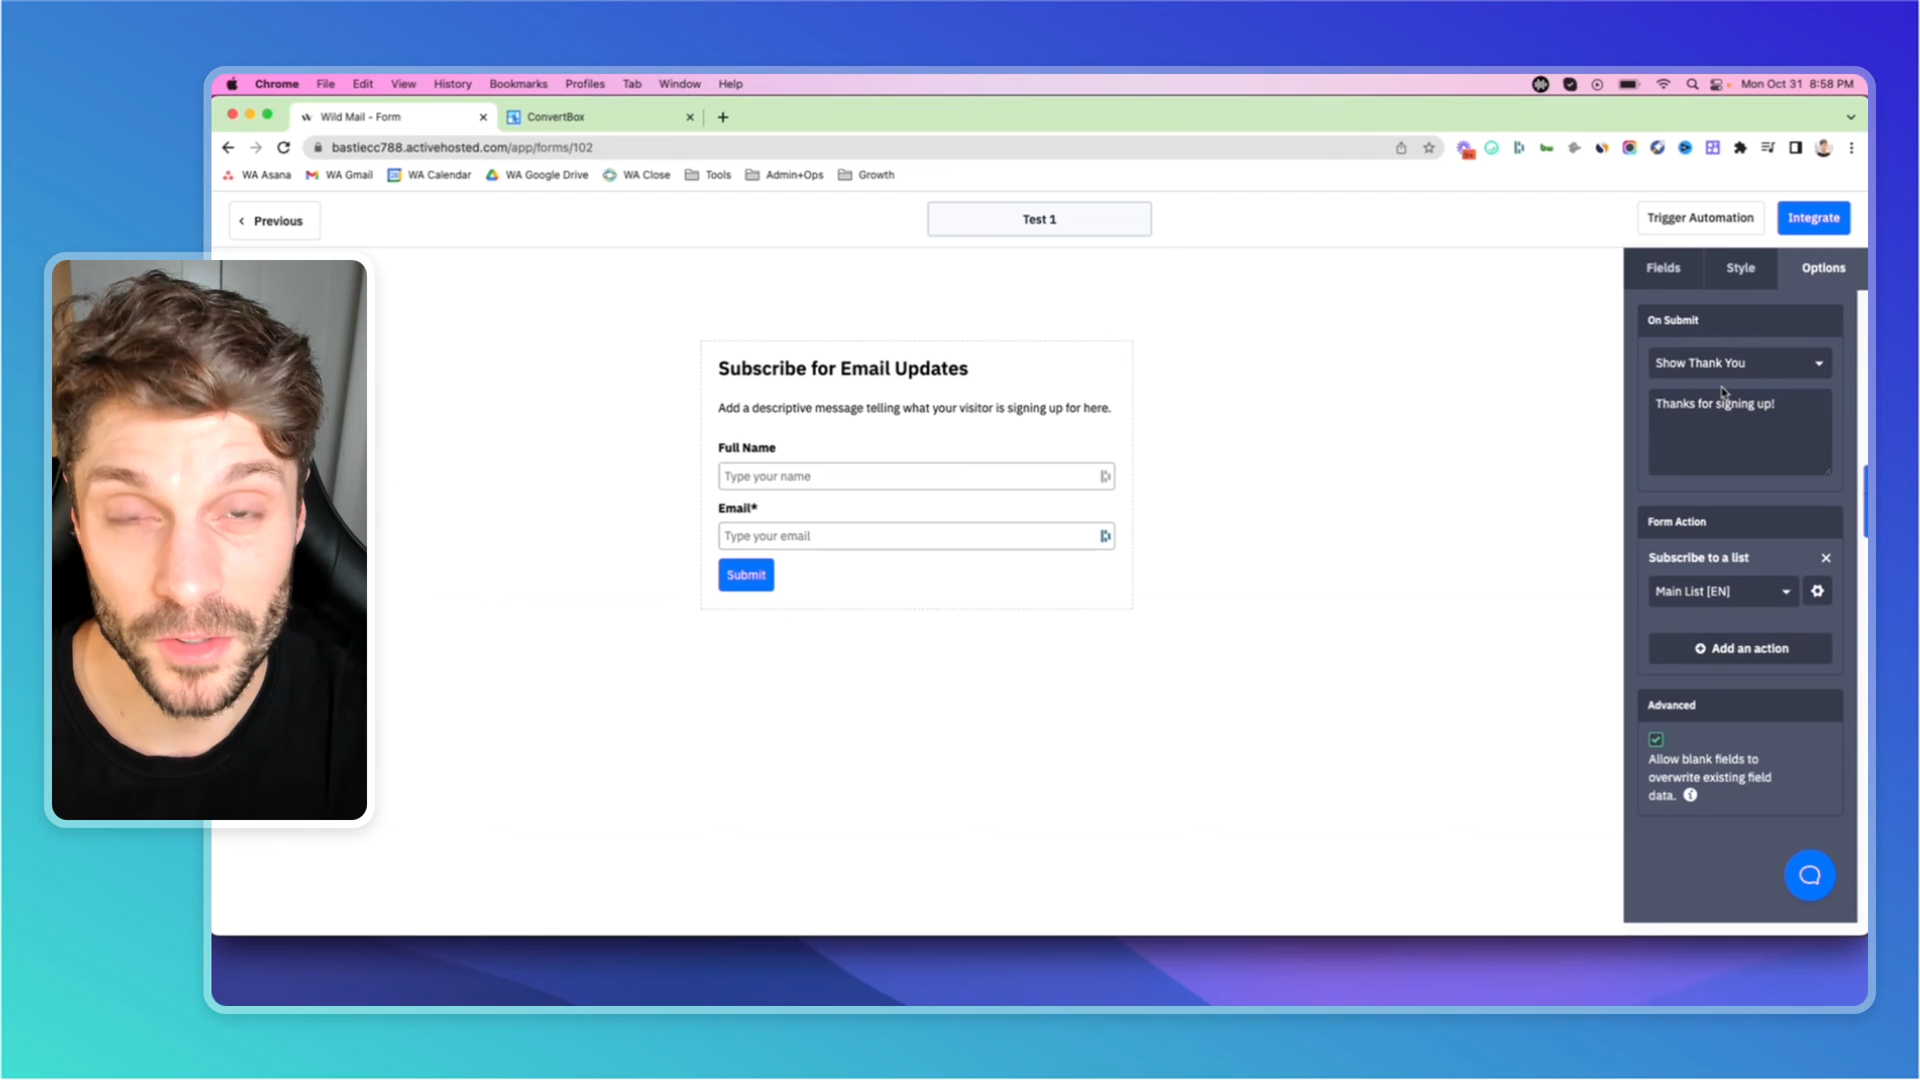 Chrome File Edit View History Bookmarks Profiles Tab Window Help Mon Oct 31 8:58 PM
Wild Mail - Form
ConvertBox
bastiecc788.activehosted.com/app/forms/102
WA Asana WA Gmail WA Calendar WA Google Drive WA Close Tools Admin+Ops Growth
Previous
Test 1
Trigger Automation
Integrate
Fields Style Options
On Submit
Show Thank You
Thanks for signing up!
Subscribe for Email Updates
Add a descriptive message telling what your visitor is signing up for here.
Full Name
Type your name
Email*
Type your email
Submit
Form Action
Subscribe to a list
Main List [EN]
Add an action
Advanced
Allow blank fields to
overwrite existing field
data.